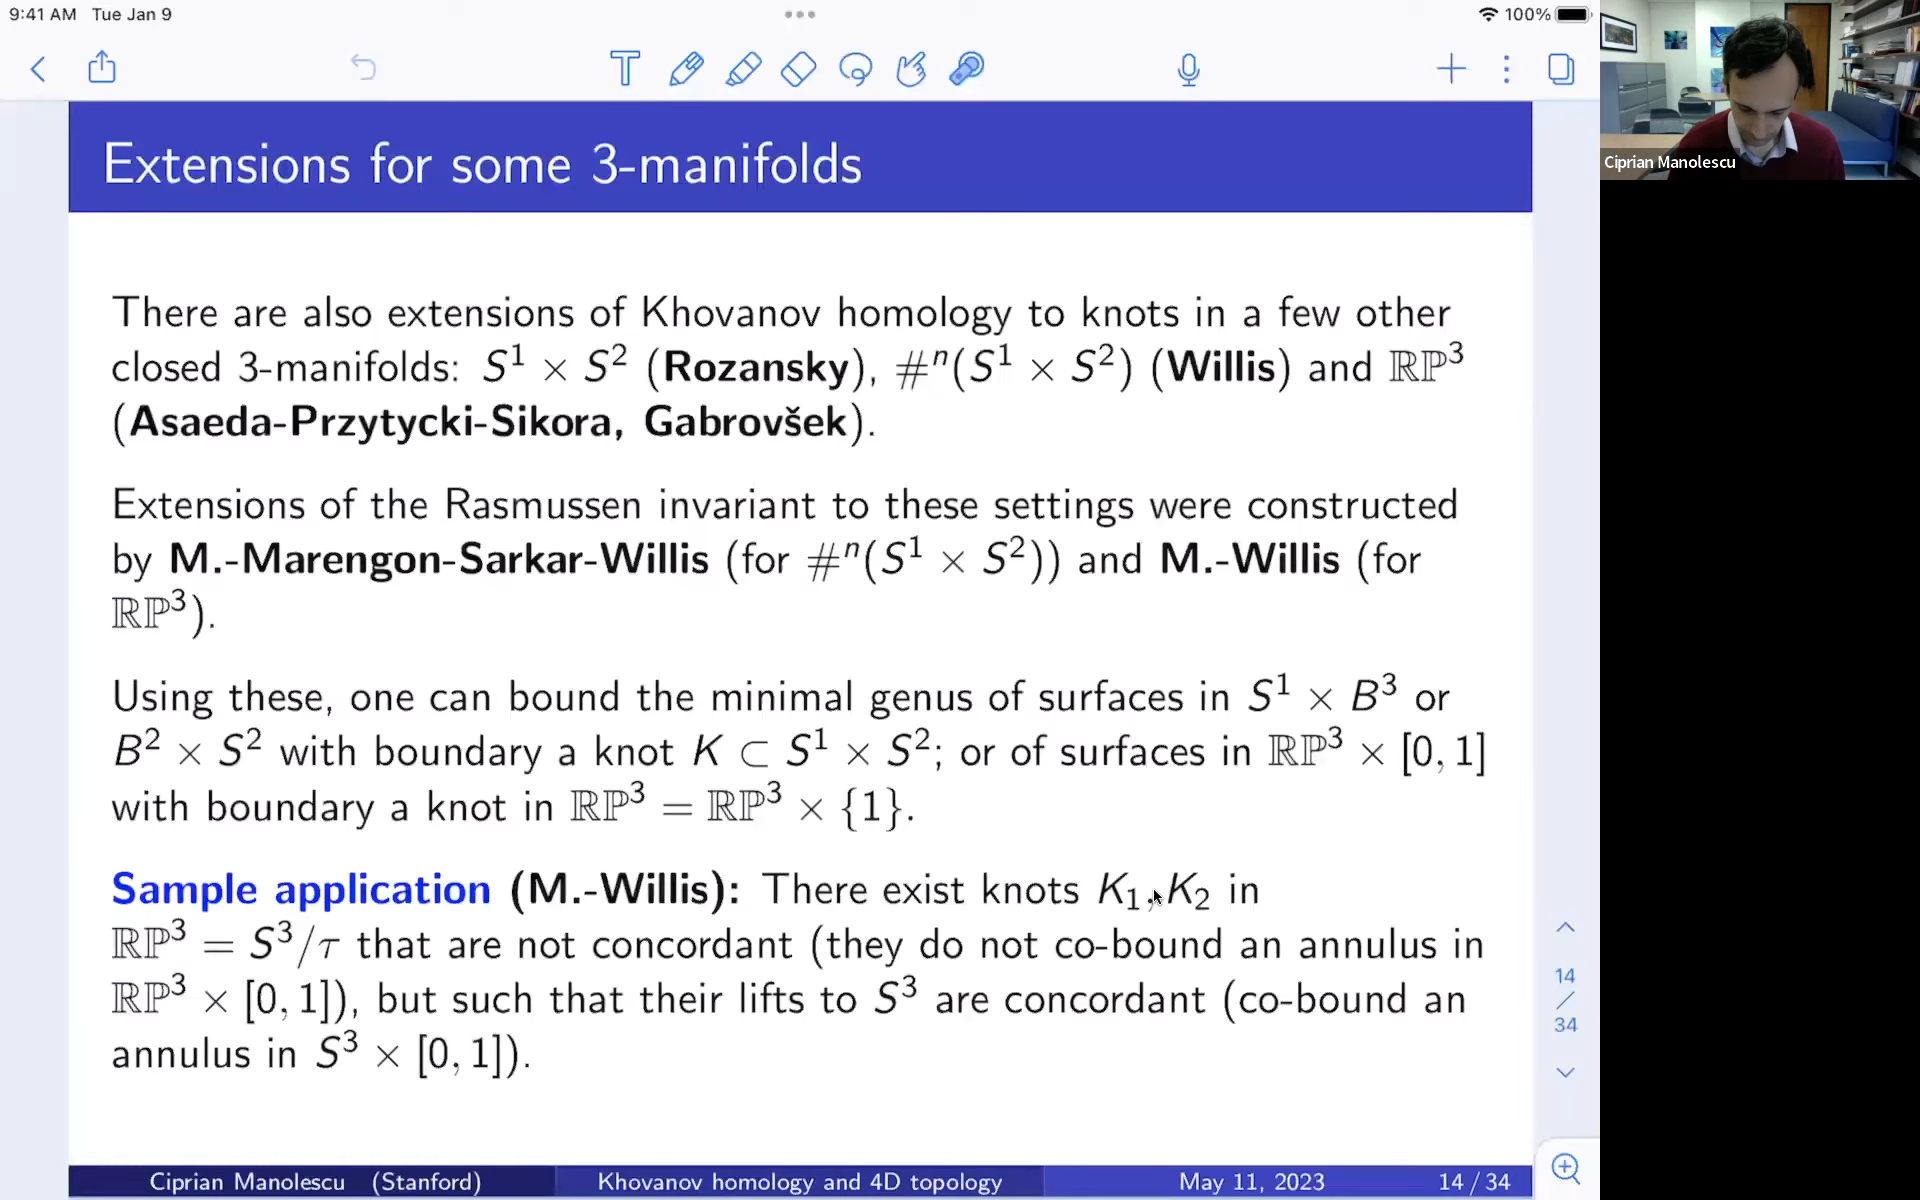 9:41 AM Tue Jan 9
100%
Ciprian Manolescu
Extensions for some 3-manifolds
There are also extensions of Khovanov homology to knots in a few other
closed 3-manifolds: S¹ × S² (Rozansky), #ⁿ(S¹ × S²) (Willis) and ℝℙ³
(Asaeda-Przytycki-Sikora, Gabrovšek).
Extensions of the Rasmussen invariant to these settings were constructed
by M.-Marengon-Sarkar-Willis (for #ⁿ(S¹ × S²)) and M.-Willis (for
ℝℙ³).
Using these, one can bound the minimal genus of surfaces in S¹ × B³ or
B² × S² with boundary a knot K ⊂ S¹ × S²; or of surfaces in ℝℙ³ × [0, 1]
with boundary a knot in ℝℙ³ = ℝℙ³ × {1}.
Sample application (M.-Willis): There exist knots K₁, K₂ in
ℝℙ³ = S³/τ that are not concordant (they do not co-bound an annulus in
ℝℙ³ × [0, 1]), but such that their lifts to S³ are concordant (co-bound an
annulus in S³ × [0, 1]).
14
/
34
Ciprian Manolescu (Stanford) Khovanov homology and 4D topology May 11, 2023 14 / 34